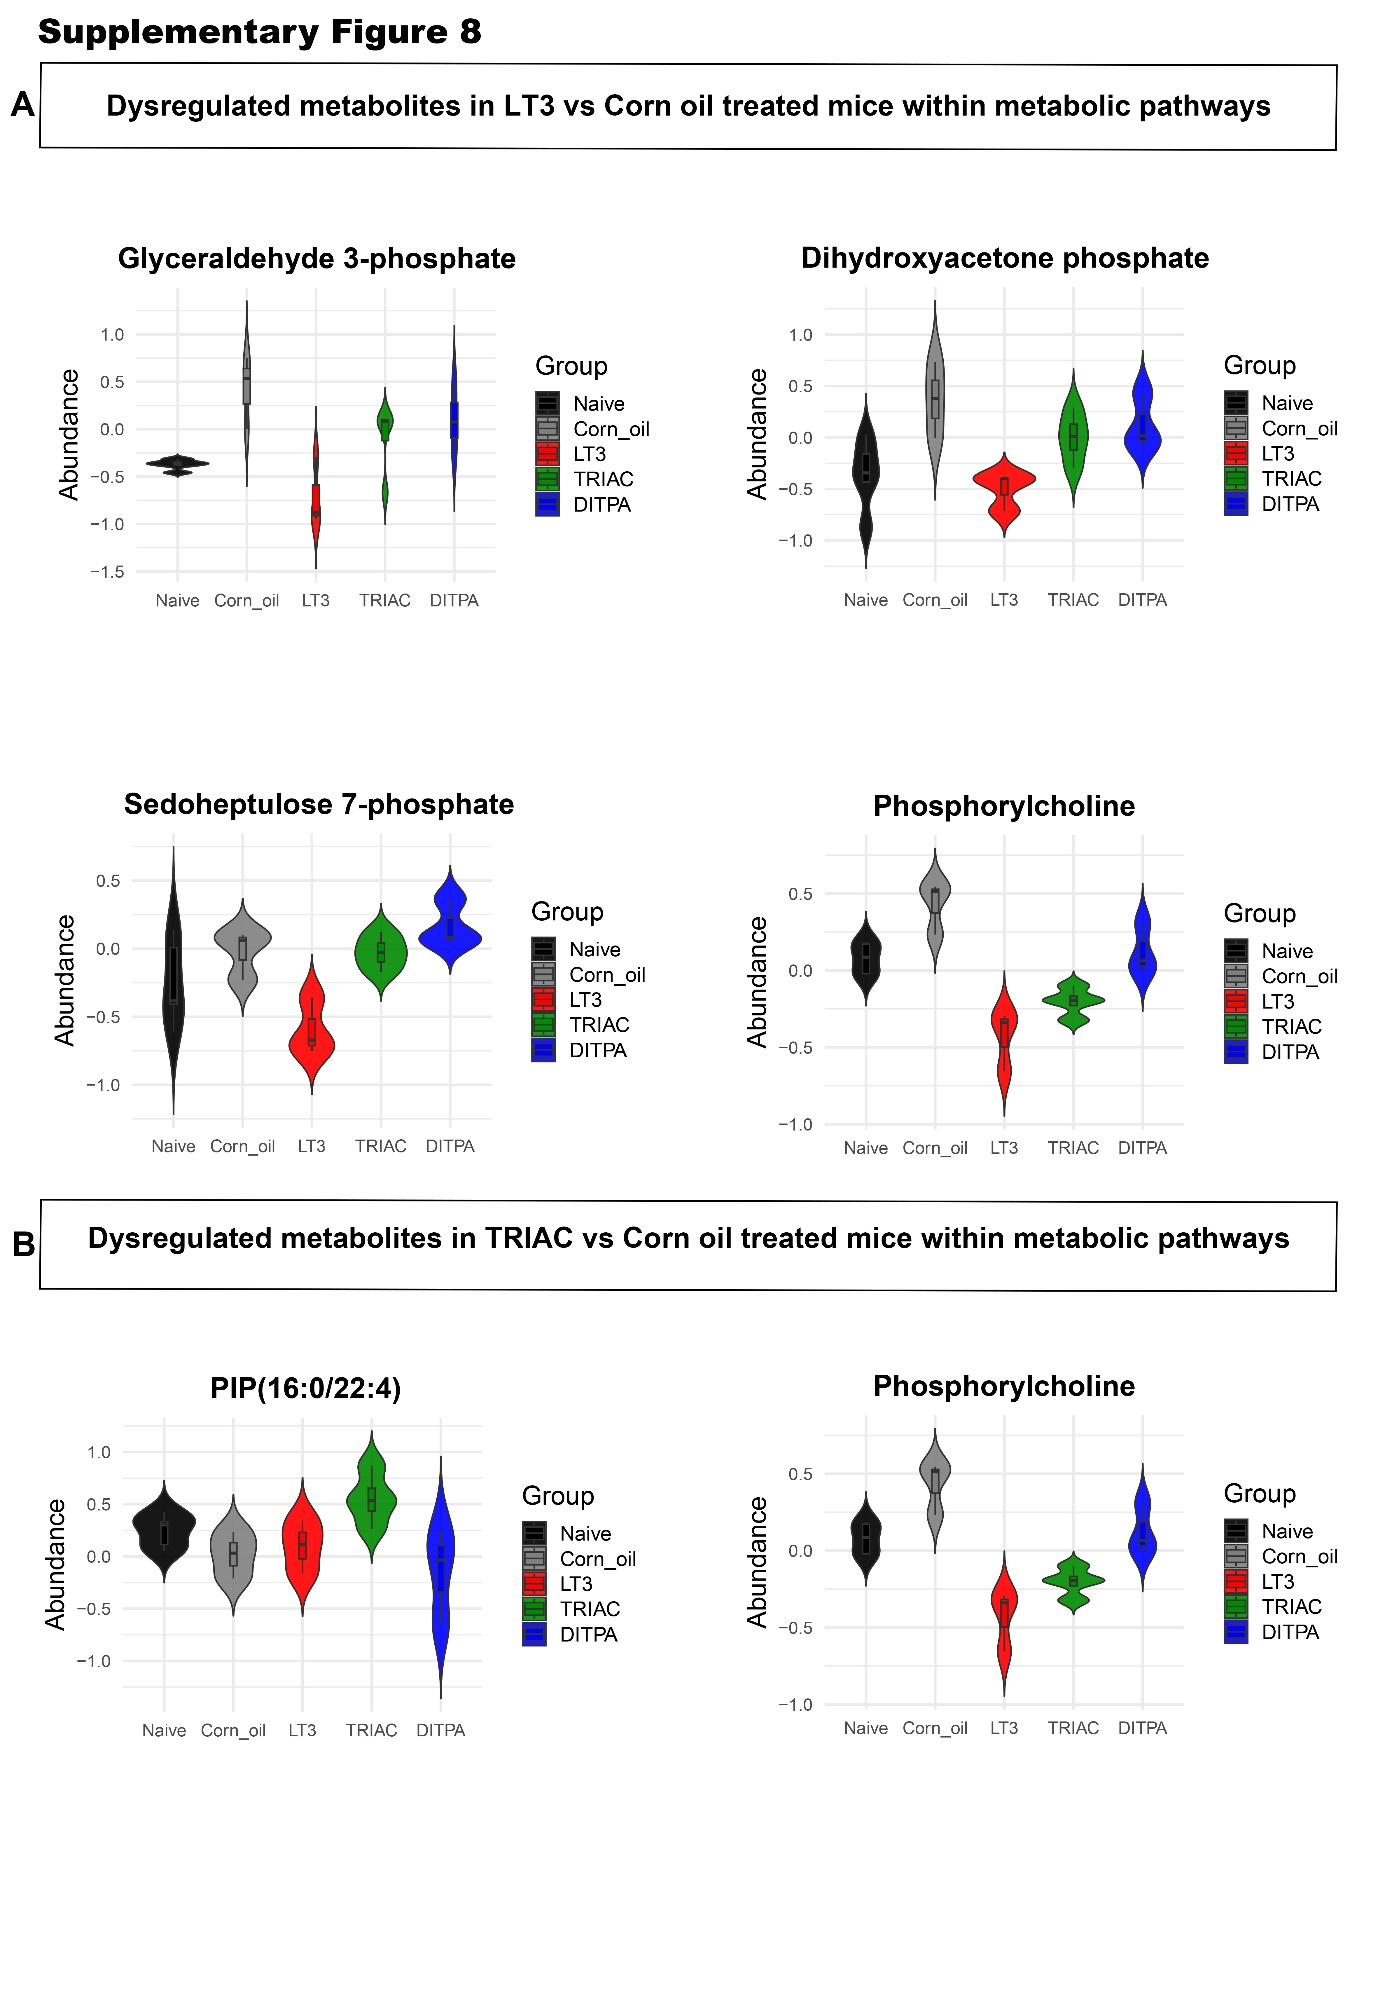 Supplementary Figure 8
A
Dysregulated metabolites in LT3 vs Corn oil treated mice within metabolic pathways
Glyceraldehyde 3-phosphate
Abundance
1.0
0.5
0.0
−0.5
−1.0
−1.5
Naive Corn_oil LT3 TRIAC DITPA
Group
Naive
Corn_oil
LT3
TRIAC
DITPA
Dihydroxyacetone phosphate
Abundance
1.0
0.5
0.0
−0.5
−1.0
Naive Corn_oil LT3 TRIAC DITPA
Group
Naive
Corn_oil
LT3
TRIAC
DITPA
Sedoheptulose 7-phosphate
Abundance
0.5
0.0
−0.5
−1.0
Naive Corn_oil LT3 TRIAC DITPA
Group
Naive
Corn_oil
LT3
TRIAC
DITPA
Phosphorylcholine
Abundance
0.5
0.0
−0.5
−1.0
Naive Corn_oil LT3 TRIAC DITPA
Group
Naive
Corn_oil
LT3
TRIAC
DITPA
B
Dysregulated metabolites in TRIAC vs Corn oil treated mice within metabolic pathways
PIP(16:0/22:4)
Abundance
1.0
0.5
0.0
−0.5
−1.0
Naive Corn_oil LT3 TRIAC DITPA
Group
Naive
Corn_oil
LT3
TRIAC
DITPA
Phosphorylcholine
Abundance
0.5
0.0
−0.5
−1.0
Naive Corn_oil LT3 TRIAC DITPA
Group
Naive
Corn_oil
LT3
TRIAC
DITPA